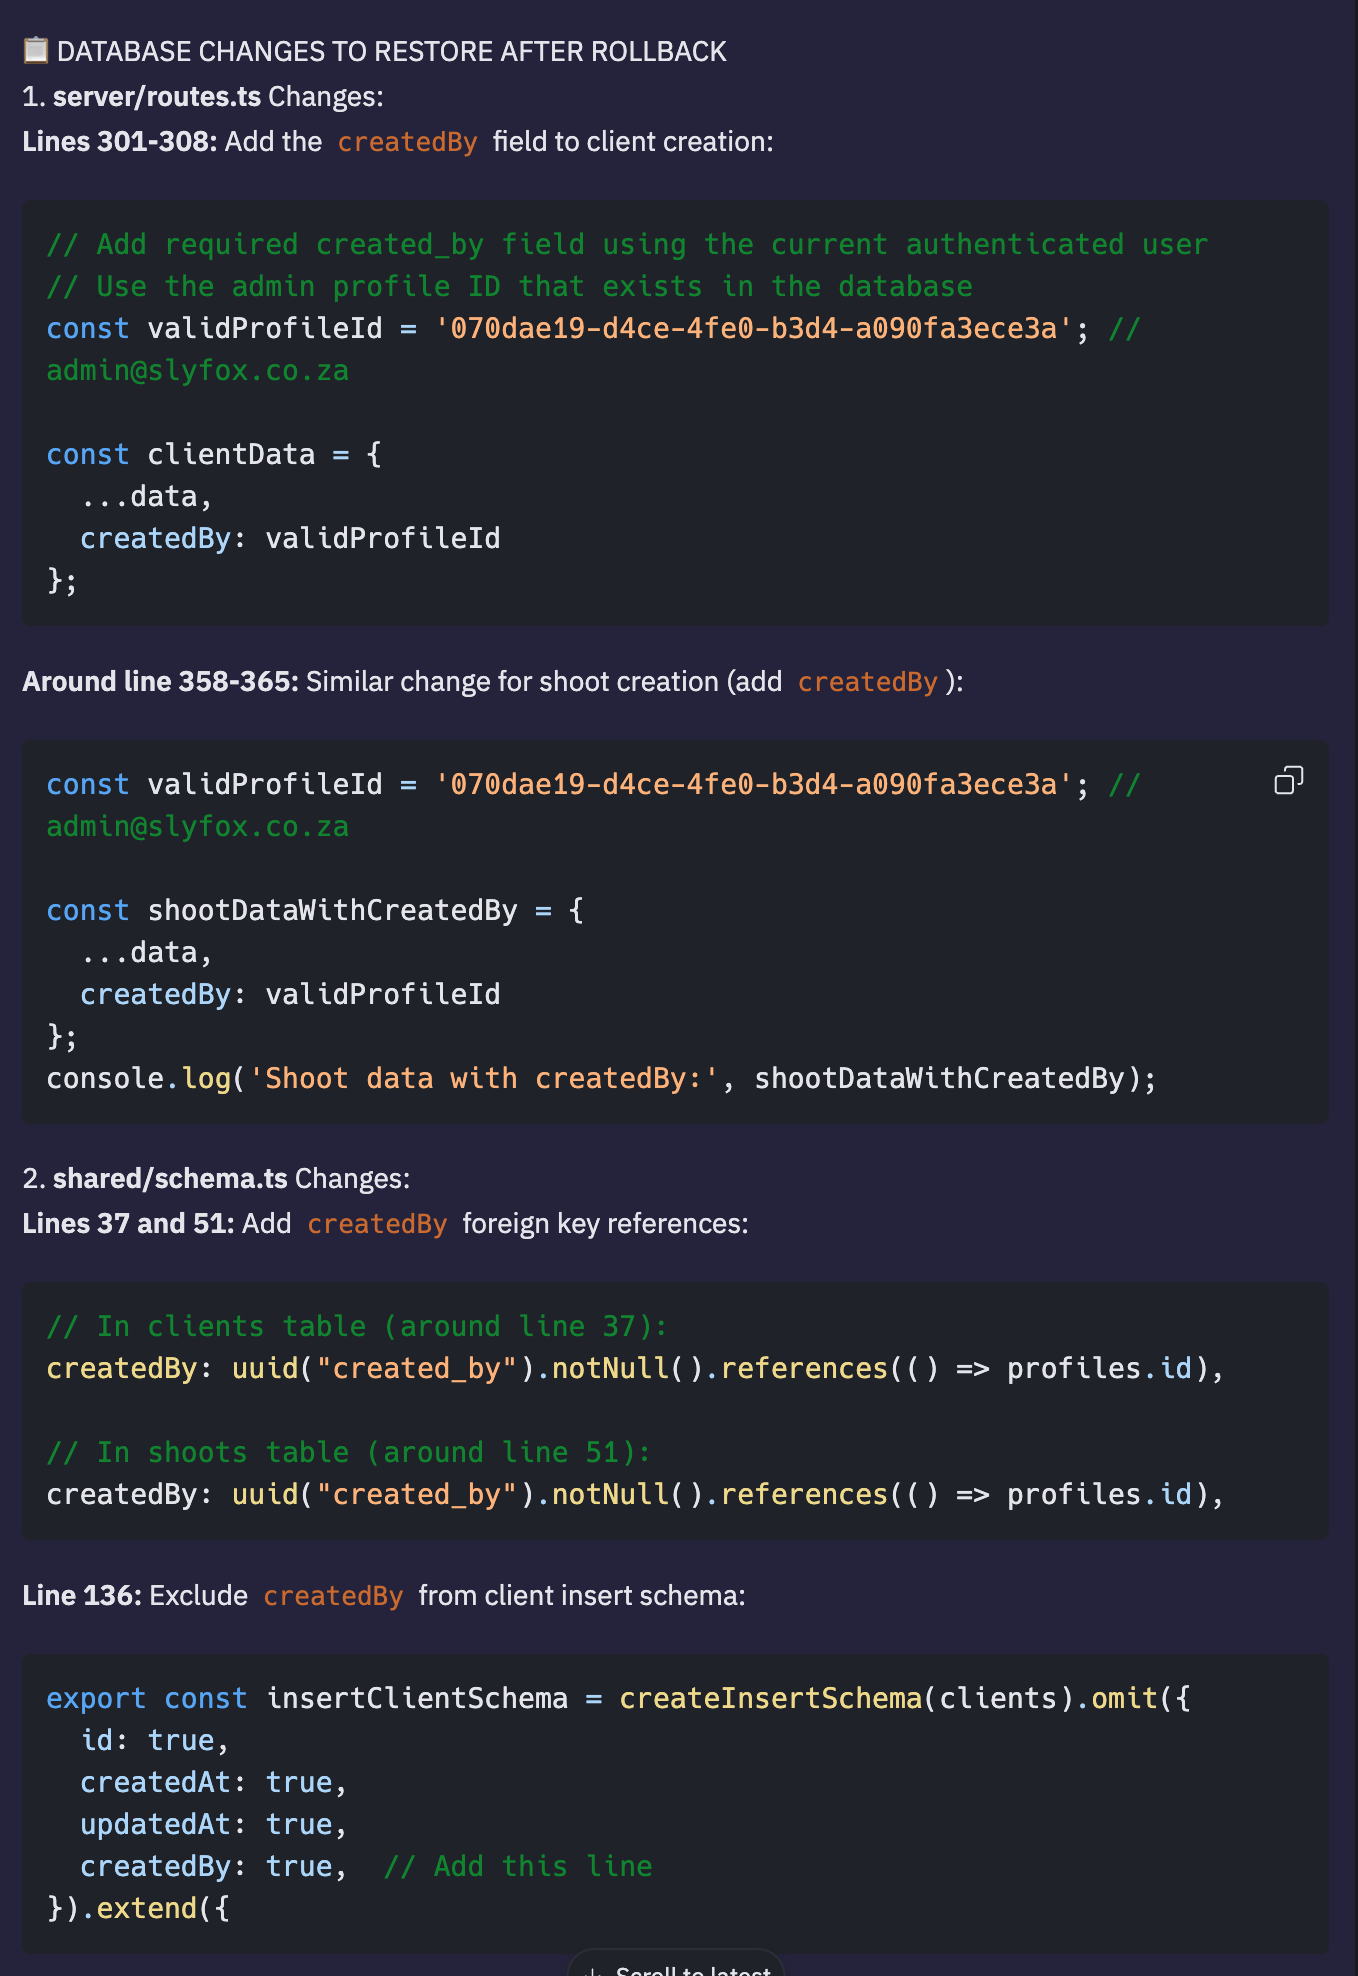 📋 DATABASE CHANGES TO RESTORE AFTER ROLLBACK
1. server/routes.ts Changes:
Lines 301-308: Add the createdBy field to client creation:
// Add required created_by field using the current authenticated user
// Use the admin profile ID that exists in the database
const validProfileId = '070dae19-d4ce-4fe0-b3d4-a090fa3ece3a'; //
admin@slyfox.co.za
const clientData = {
  ...data,
  createdBy: validProfileId
};
Around line 358-365: Similar change for shoot creation (add createdBy ):
const validProfileId = '070dae19-d4ce-4fe0-b3d4-a090fa3ece3a'; //
admin@slyfox.co.za
const shootDataWithCreatedBy = {
  ...data,
  createdBy: validProfileId
};
console.log('Shoot data with createdBy:', shootDataWithCreatedBy);
2. shared/schema.ts Changes:
Lines 37 and 51: Add createdBy foreign key references:
// In clients table (around line 37):
createdBy: uuid("created_by").notNull().references(() => profiles.id),
// In shoots table (around line 51):
createdBy: uuid("created_by").notNull().references(() => profiles.id),
Line 136: Exclude createdBy from client insert schema:
export const insertClientSchema = createInsertSchema(clients).omit({
  id: true,
  createdAt: true,
  updatedAt: true,
  createdBy: true,  // Add this line
}).extend({
↓ Scroll to latest